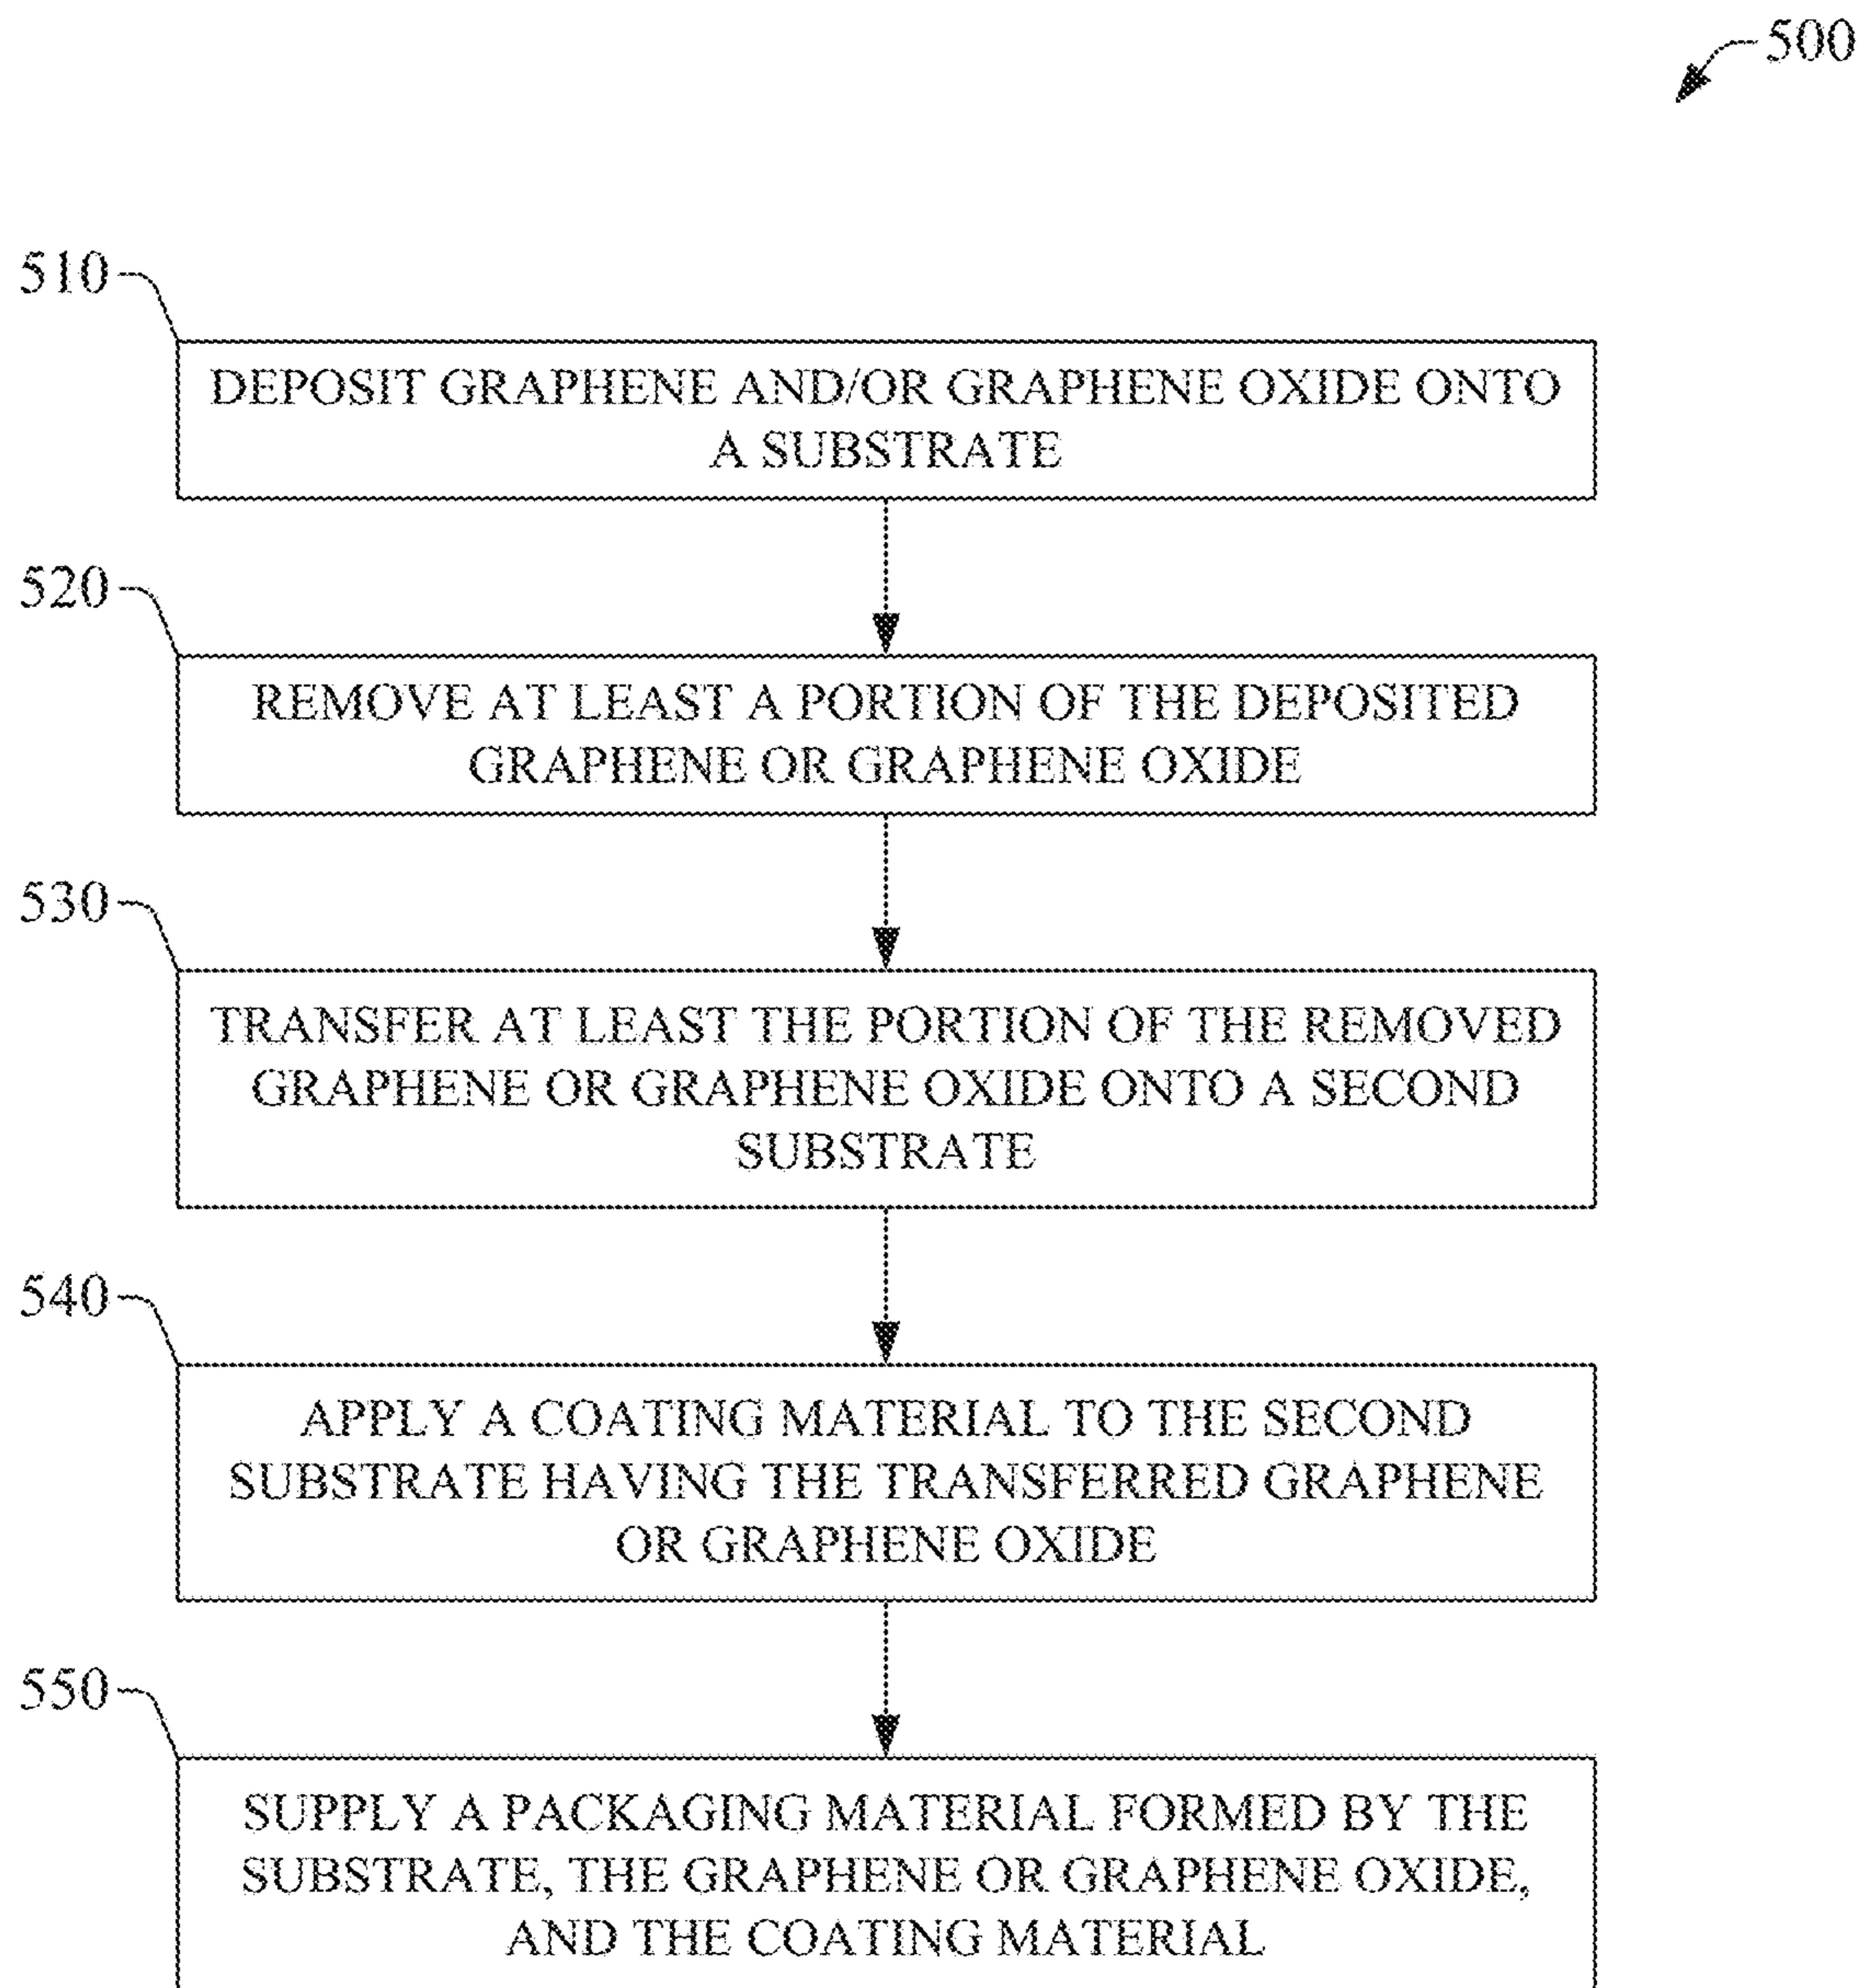 500
510
DEPOSIT GRAPHENE AND/OR GRAPHENE OXIDE ONTO
A SUBSTRATE
520
REMOVE AT LEAST A PORTION OF THE DEPOSITED
GRAPHENE OR GRAPHENE OXIDE
530
TRANSFER AT LEAST THE PORTION OF THE REMOVED
GRAPHENE OR GRAPHENE OXIDE ONTO A SECOND
SUBSTRATE
540
APPLY A COATING MATERIAL TO THE SECOND
SUBSTRATE HAVING THE TRANSFERRED GRAPHENE
OR GRAPHENE OXIDE
550
SUPPLY A PACKAGING MATERIAL FORMED BY THE
SUBSTRATE, THE GRAPHENE OR GRAPHENE OXIDE,
AND THE COATING MATERIAL